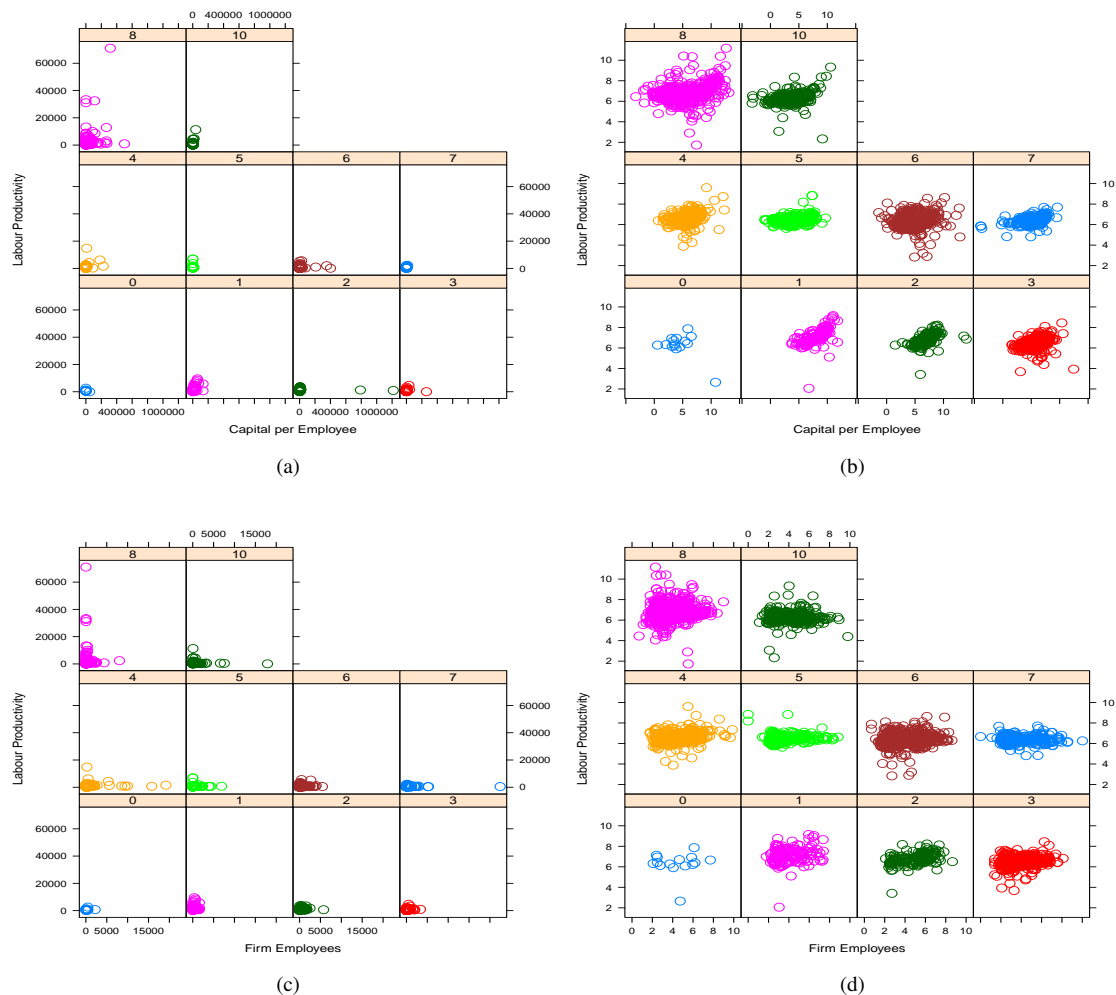 0 400000 1000000
8 10
60000
40000
20000
0
4 5 6 7
60000
40000
20000
0
0 1 2 3
60000
40000
20000
0
Labour Productivity
0 400000 1000000 0 400000 1000000
Capital per Employee
(a)
0 5 10
8 10
10
8
6
4
2
4 5 6 7
10
8
6
4
2
0 1 2 3
10
8
6
4
2
Labour Productivity
0 5 10 0 5 10
Capital per Employee
(b)
0 5000 15000
8 10
60000
40000
20000
0
4 5 6 7
60000
40000
20000
0
0 1 2 3
60000
40000
20000
0
Labour Productivity
0 5000 15000 0 5000 15000
Firm Employees
(c)
0 2 4 6 8 10
8 10
10
8
6
4
2
4 5 6 7
10
8
6
4
2
0 1 2 3
10
8
6
4
2
Labour Productivity
0 2 4 6 8 10 0 2 4 6 8 10
Firm Employees
(d)